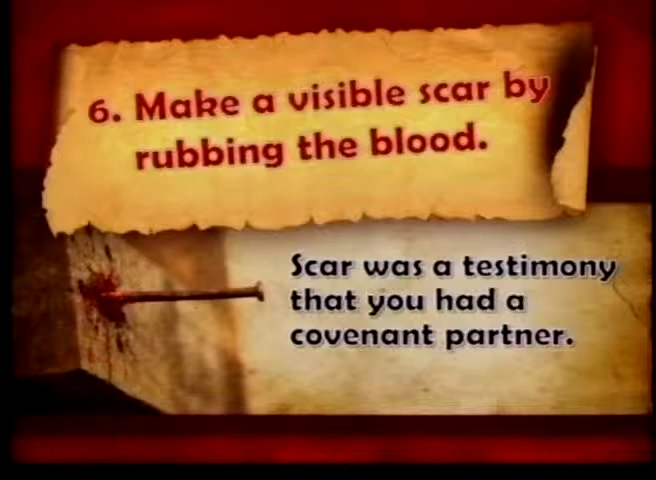 6. Make a visible scar by
rubbing the blood.
Scar was a testimony
that you had a
covenant partner.